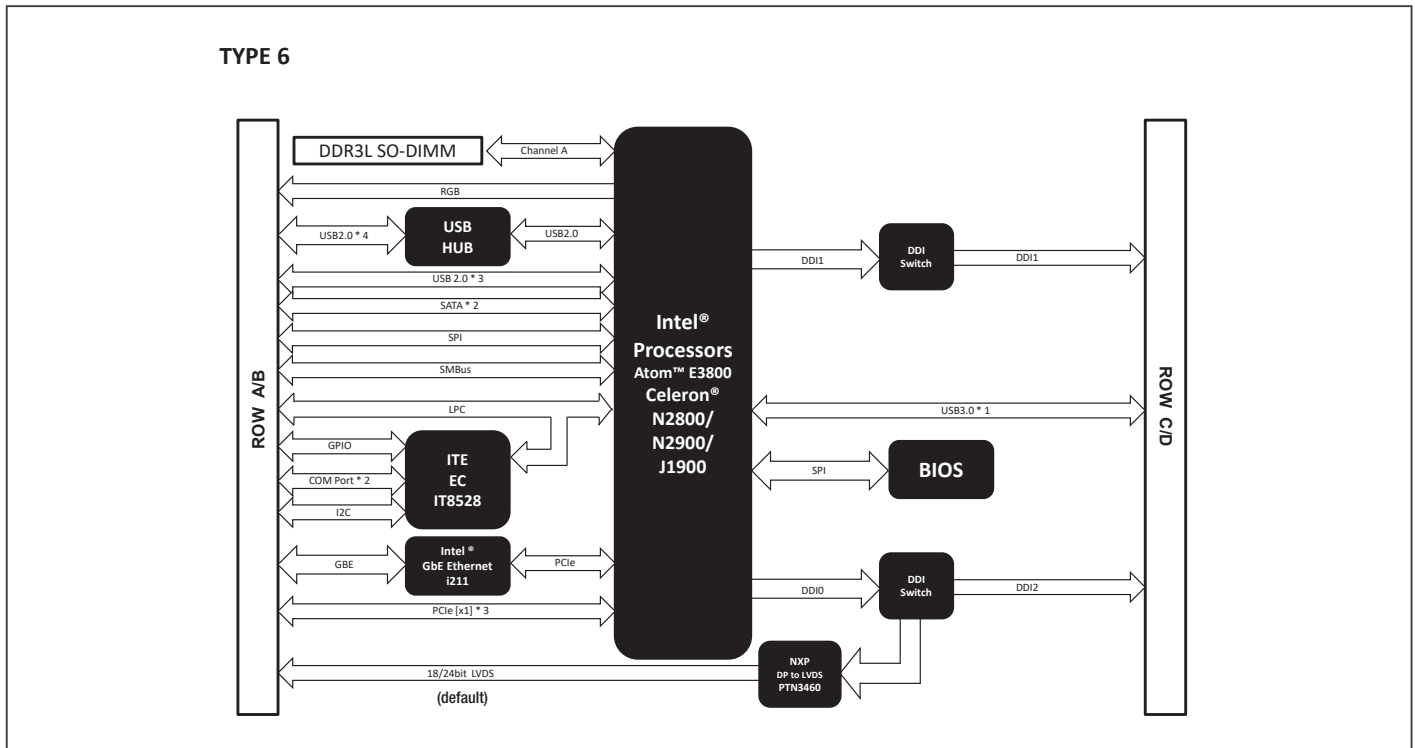 TYPE 6
ROW A/B
DDR3L SO-DIMM
Channel A
RGB
USB2.0 * 4
USB
HUB
USB2.0
USB 2.0 * 3
SATA * 2
SPI
SMBus
LPC
GPIO
COM Port * 2
I2C
ITE
EC
IT8528
GBE
Intel ®
GbE Ethernet
i211
PCIe
PCIe [x1] * 3
18/24bit LVDS
(default)
Intel®
Processors
Atom™ E3800
Celeron®
N2800/
N2900/
J1900
DDI1
DDI
Switch
DDI1
USB3.0 * 1
SPI
BIOS
DDI0
DDI
Switch
DDI2
NXP
DP to LVDS
PTN3460
ROW C/D